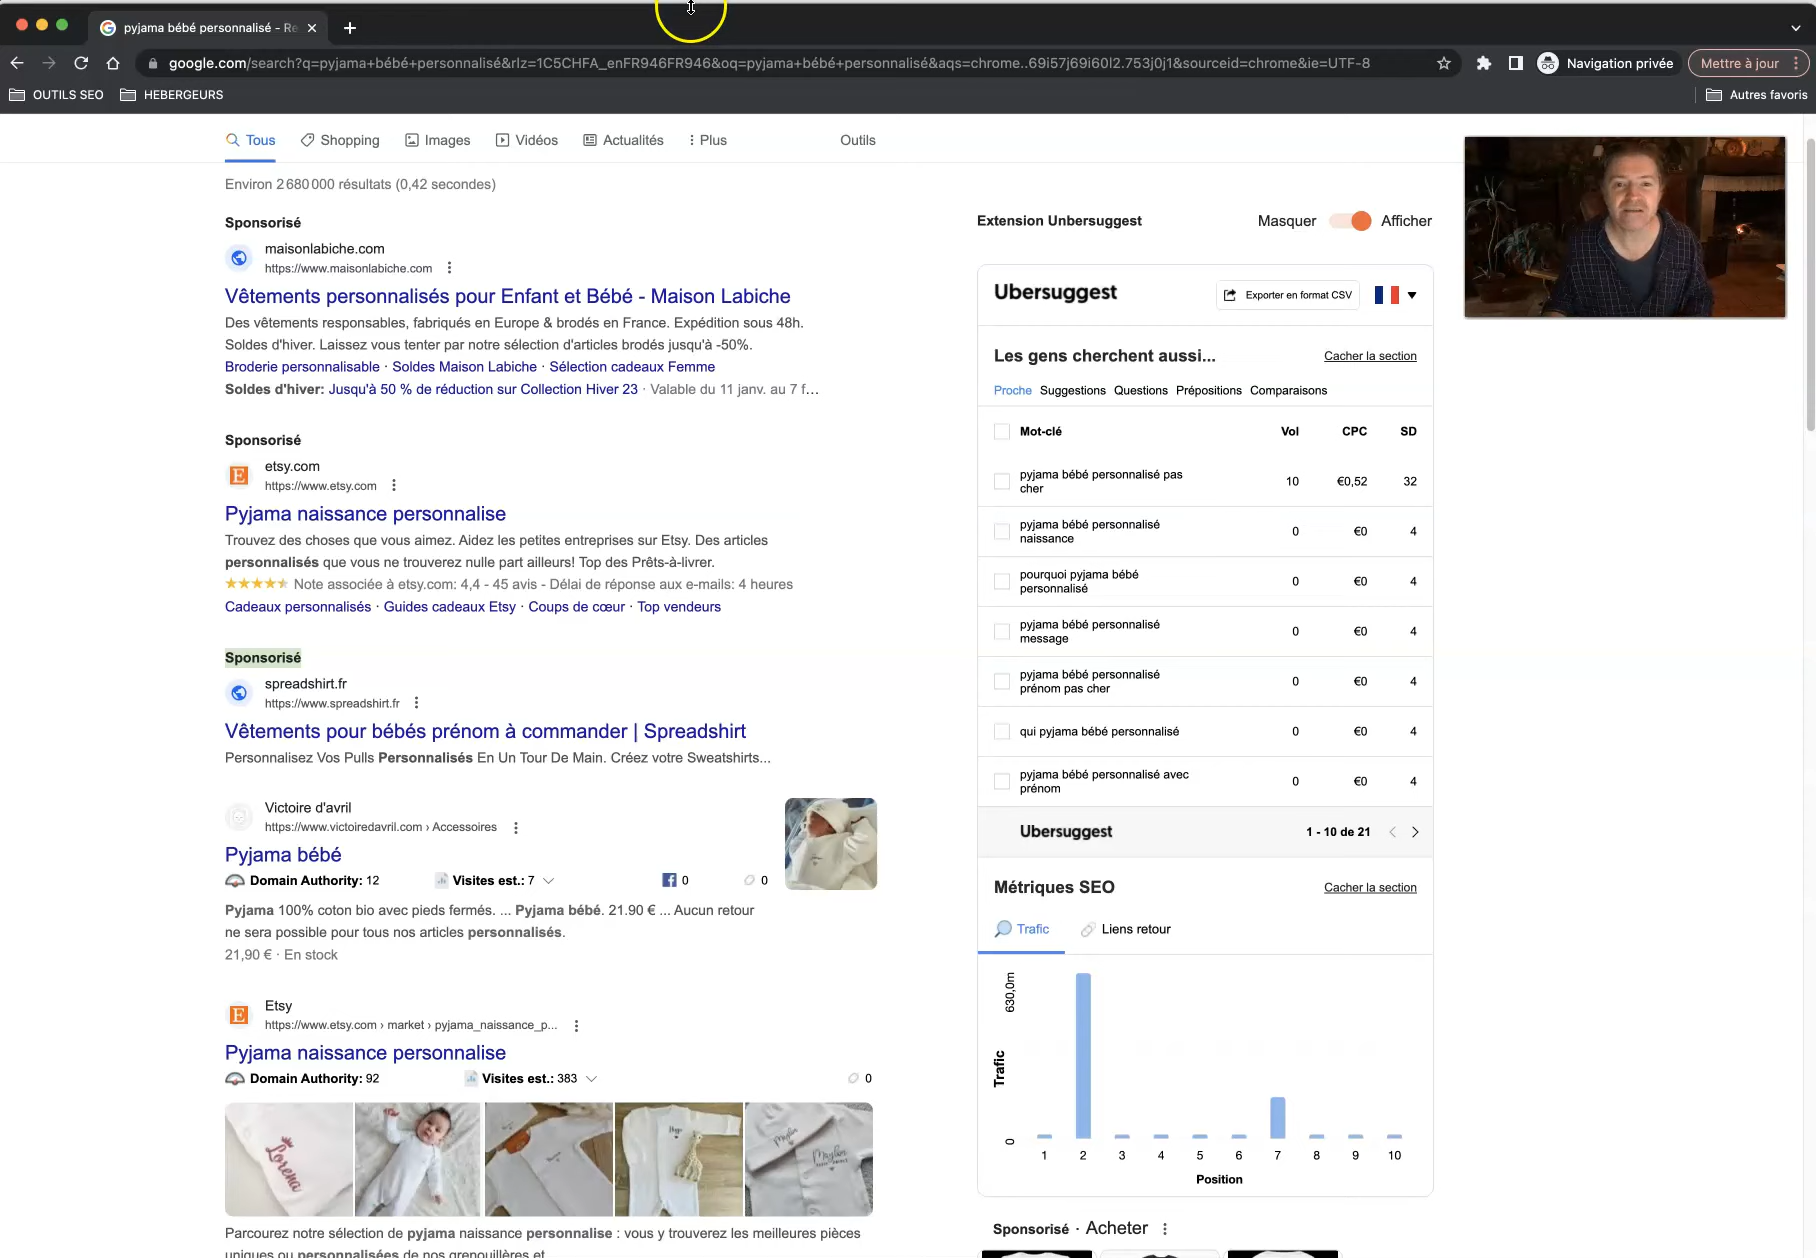 pyjama bébé personnalisé - Re
google.com/search?q=pyjama+bébé+personnalisé&rlz=1C5CHFA_enFR946FR946&oq=pyjama+bébé+personnalisé&aqs=chrome..69i57j69i60l2.753j0j1&sourceid=chrome&ie=UTF-8
Navigation privée
Mettre à jour
OUTILS SEO
HEBERGEURS
Autres favoris
Tous
Shopping
Images
Vidéos
Actualités
Plus
Outils
Environ 2 680 000 résultats (0,42 secondes)
Sponsorisé
maisonlabiche.com
https://www.maisonlabiche.com
Vêtements personnalisés pour Enfant et Bébé - Maison Labiche
Des vêtements responsables, fabriqués en Europe & brodés en France. Expédition sous 48h.
Soldes d'hiver. Laissez vous tenter par notre sélection d'articles brodés jusqu'à -50%.
Broderie personnalisable · Soldes Maison Labiche · Sélection cadeaux Femme
Soldes d'hiver: Jusqu'à 50 % de réduction sur Collection Hiver 23 · Valable du 11 janv. au 7 f...
Sponsorisé
etsy.com
https://www.etsy.com
Pyjama naissance personnalise
Trouvez des choses que vous aimez. Aidez les petites entreprises sur Etsy. Des articles
personnalisés que vous ne trouverez nulle part ailleurs! Top des Prêts-à-livrer.
Note associée à etsy.com: 4,4 - 45 avis - Délai de réponse aux e-mails: 4 heures
Cadeaux personnalisés · Guides cadeaux Etsy · Coups de cœur · Top vendeurs
Sponsorisé
spreadshirt.fr
https://www.spreadshirt.fr
Vêtements pour bébés prénom à commander | Spreadshirt
Personnalisez Vos Pulls Personnalisés En Un Tour De Main. Créez votre Sweatshirts...
Victoire d'avril
https://www.victoiredavril.com › Accessoires
Pyjama bébé
Domain Authority: 12
Visites est.: 7
0
0
Pyjama 100% coton bio avec pieds fermés. ... Pyjama bébé. 21.90 € ... Aucun retour
ne sera possible pour tous nos articles personnalisés.
21,90 € · En stock
Etsy
https://www.etsy.com › market › pyjama_naissance_p...
Pyjama naissance personnalise
Domain Authority: 92
Visites est.: 383
0
Lorena
Parcourez notre sélection de pyjama naissance personnalise : vous y trouverez les meilleures pièces
uniques ou personnalisées de nos grenouillères et
Extension Unbersuggest
Masquer
Afficher
Ubersuggest
Exporter en format CSV
Les gens cherchent aussi...
Cacher la section
Proche Suggestions Questions Prépositions Comparaisons
Mot-clé Vol CPC SD
pyjama bébé personnalisé pas
cher
10 €0,52 32
pyjama bébé personnalisé
naissance
0 €0 4
pourquoi pyjama bébé
personnalisé
0 €0 4
pyjama bébé personnalisé
message
0 €0 4
pyjama bébé personnalisé
prénom pas cher
0 €0 4
qui pyjama bébé personnalisé 0 €0 4
pyjama bébé personnalisé avec
prénom
0 €0 4
Ubersuggest
1 - 10 de 21
Métriques SEO
Cacher la section
Trafic
Liens retour
630,0m
Trafic
0
1 2 3 4 5 6 7 8 9 10
Position
Sponsorisé · Acheter